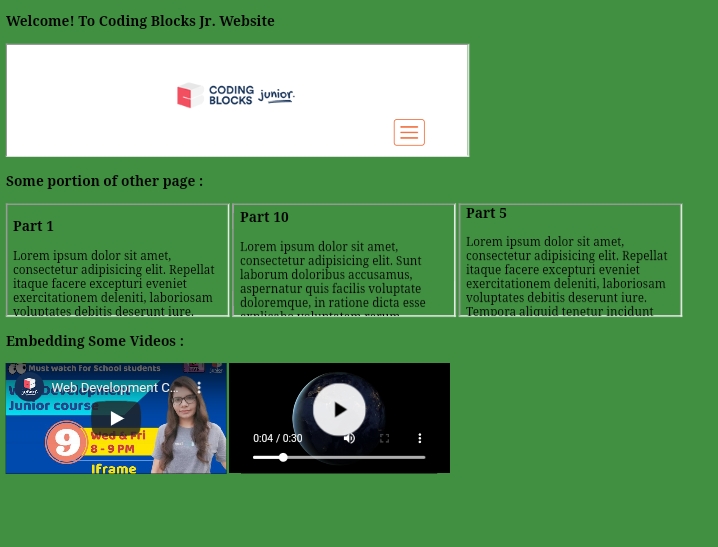 Welcome! To Coding Blocks Jr. Website
CODING
BLOCKS junior.
Some portion of other page :
Part 1
Lorem ipsum dolor sit amet,
consectetur adipisicing elit. Repellat
itaque facere excepturi eveniet
exercitationem deleniti, laboriosam
voluptates debitis deserunt iure.
Part 10
Lorem ipsum dolor sit amet,
consectetur adipisicing elit. Sunt
laborum doloribus accusamus,
aspernatur quis facilis voluptate
doloremque, in ratione dicta esse
explicabo voluptatem rerum
Part 5
Lorem ipsum dolor sit amet,
consectetur adipisicing elit. Repellat
itaque facere excepturi eveniet
exercitationem deleniti, laboriosam
voluptates debitis deserunt iure.
Tempora aliquid tenetur incidunt
Embedding Some Videos :
Must watch for School students
Web Development C...
Web Development
Junior course
9
Wed & Fri
8 - 9 PM
Iframe
0:04 / 0:30